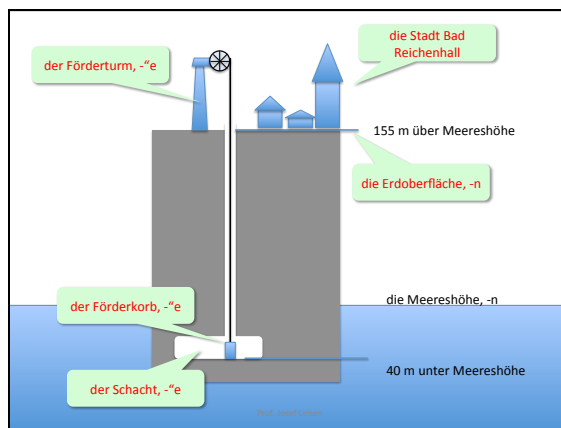 die Stadt Bad
Reichenhall
der Förderturm, -“e
155 m über Meereshöhe
die Erdoberfläche, -n
die Meereshöhe, -n
der Förderkorb, -“e
40 m unter Meereshöhe
der Schacht, -“e